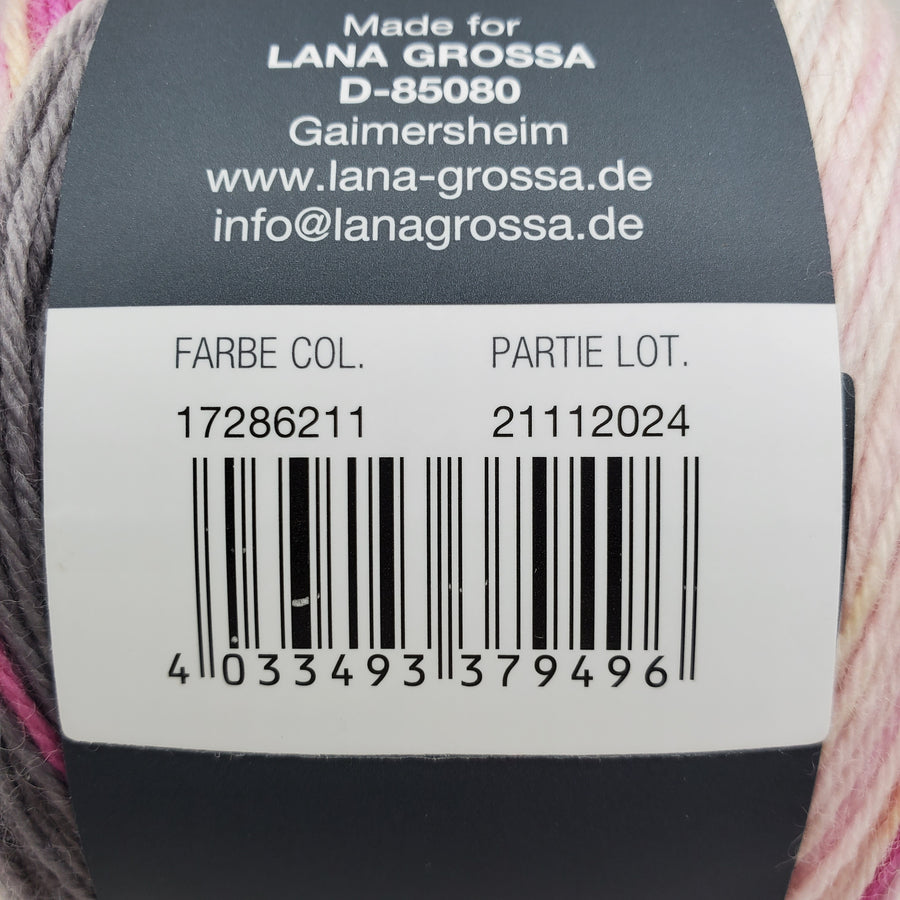 Made for
LANA GROSSA
D-85080
Gaimersheim
www.lana-grossa.de
info@lanagrossa.de
FARBE COL. PARTIE LOT.
17286211 21112024
4 033493 379496